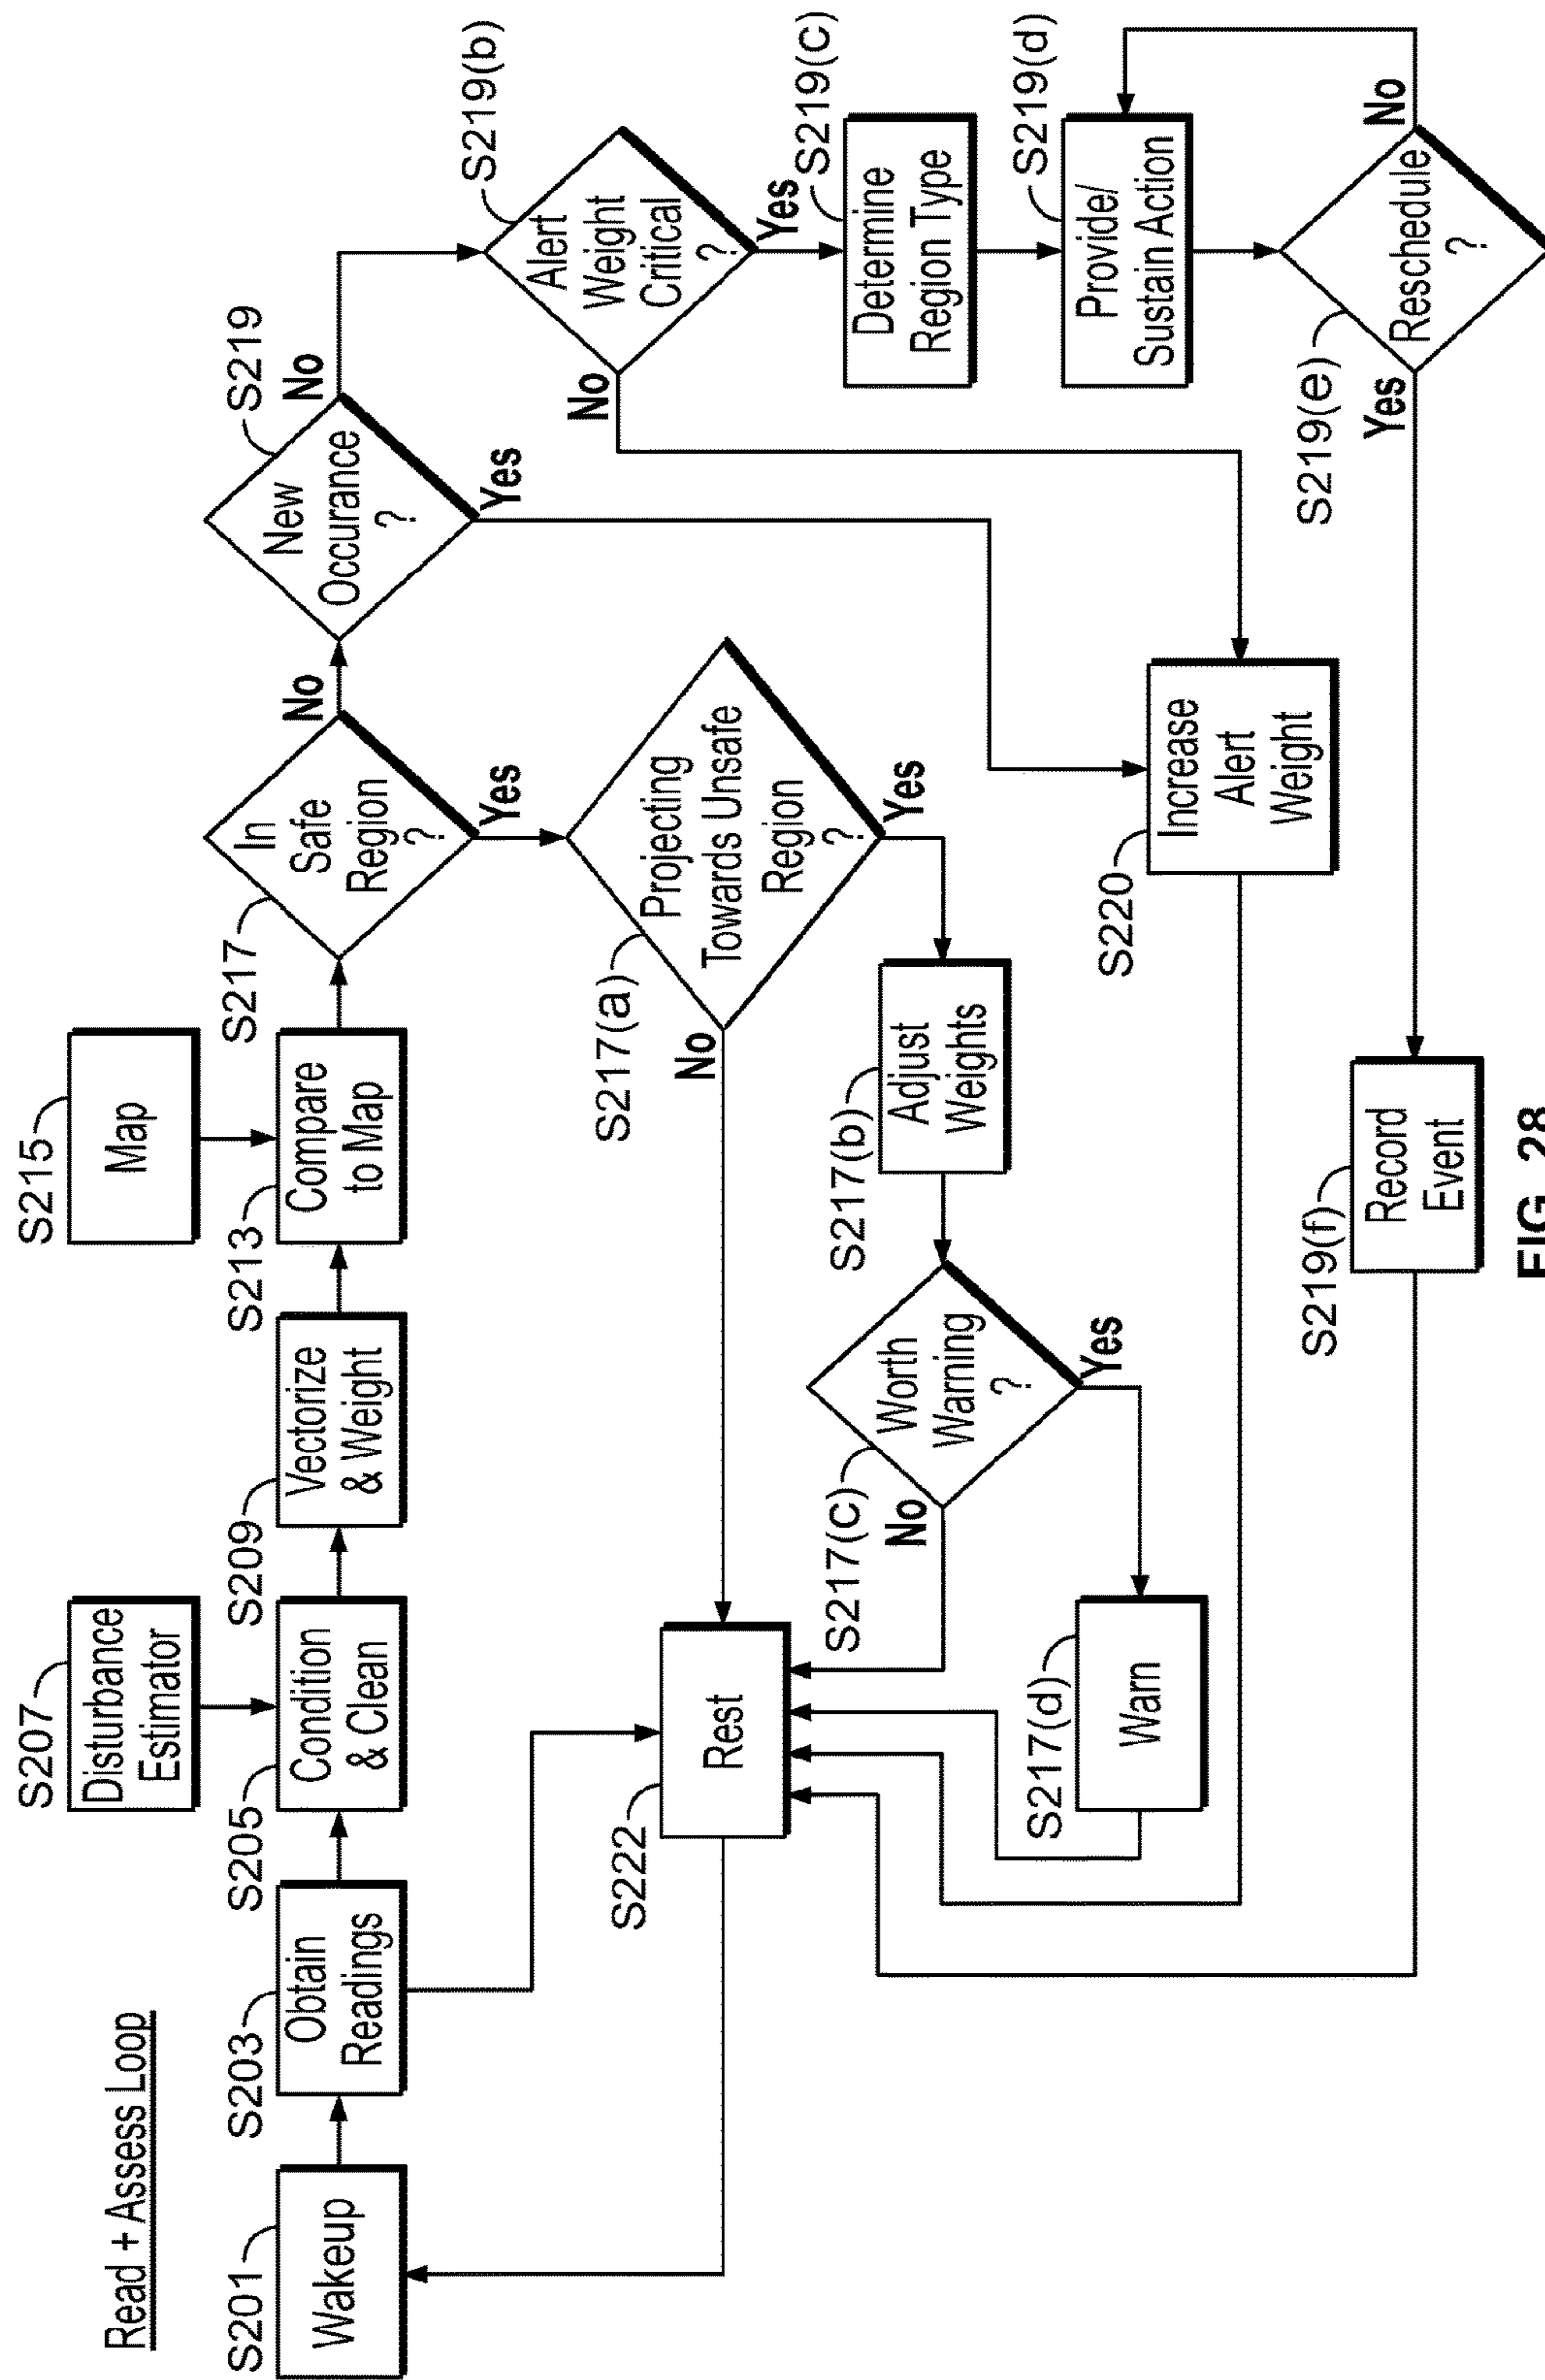 Read + Assess Loop
S201
Wakeup
S203
Obtain
Readings
S207
Disturbance
Estimator
S205
Condition
& Clean
S209
Vectorize
& Weight
S215
Map
S213
Compare
to Map
S217
In
Safe
Region
?
No
Yes
S219
New
Occurance
?
No
Yes
S219(b)
Alert
Weight
Critical
?
No
Yes
S219(c)
Determine
Region Type
S219(d)
Provide/
Sustain Action
S219(e)
Reschedule
?
No
Yes
S217(a)
Projecting
Towards Unsafe
Region
?
No
Yes
S217(b)
Adjust
Weights
S217(c)
Worth
Warning
?
No
Yes
S217(d)
Warn
S220
Increase
Alert
Weight
S222
Rest
S219(f)
Record
Event
FIG. 28